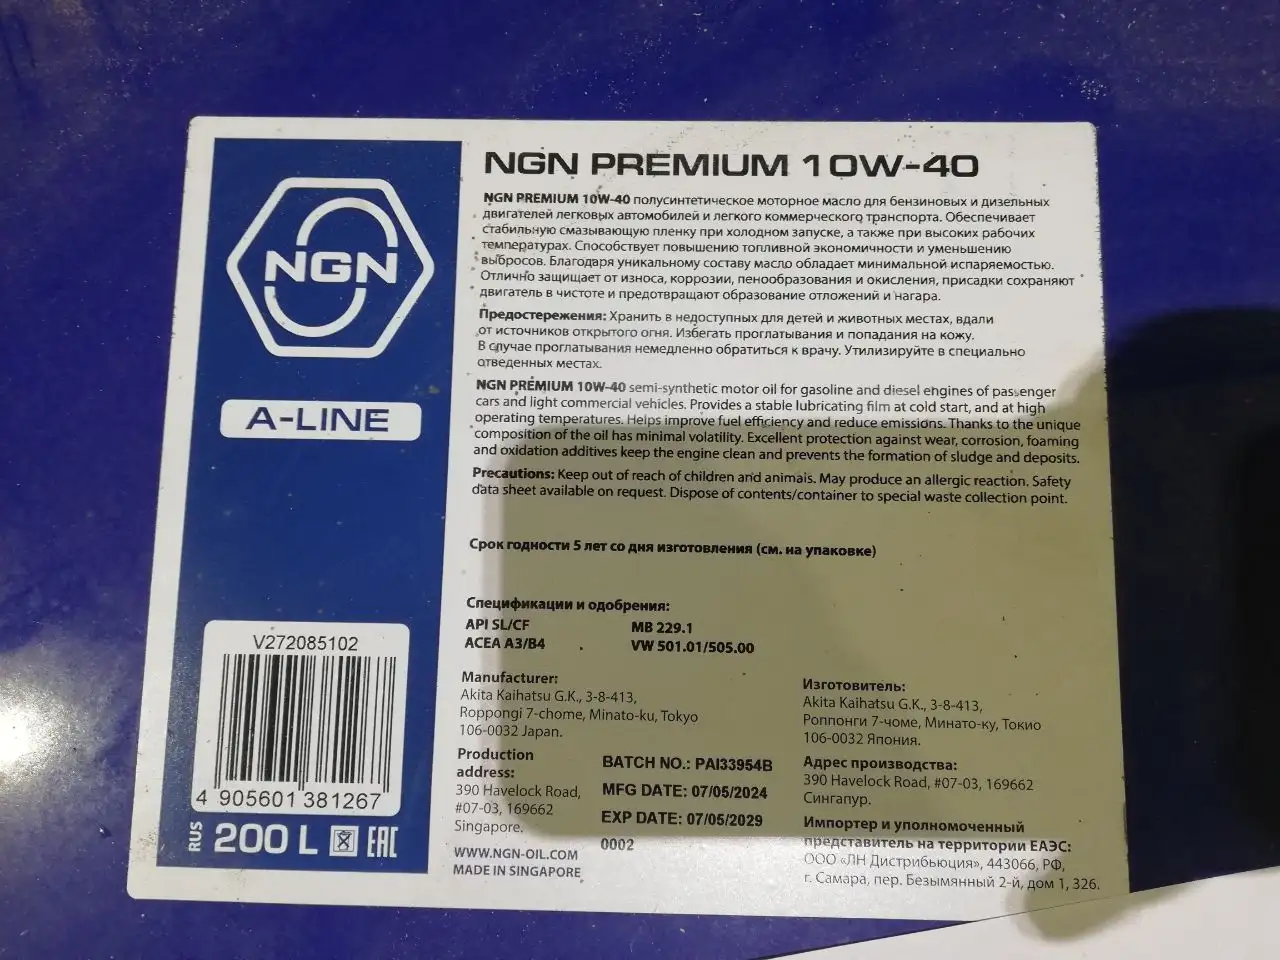 NGN
A-LINE
V272085102
4 905601 381267
RUS
200 L
EAC
NGN PREMIUM 10W-40
NGN PREMIUM 10W-40 полусинтетическое моторное масло для бензиновых и дизельных
двигателей легковых автомобилей и легкого коммерческого транспорта. Обеспечивает
стабильную смазывающую пленку при холодном запуске, а также при высоких рабочих
температурах. Способствует повышению топливной экономичности и уменьшению
выбросов. Благодаря уникальному составу масло обладает минимальной испаряемостью.
Отлично защищает от износа, коррозии, пенообразования и окисления, присадки сохраняют
двигатель в чистоте и предотвращают образование отложений и нагара.
Предостережения: Хранить в недоступных для детей и животных местах, вдали
от источников открытого огня. Избегать проглатывания и попадания на кожу.
В случае проглатывания немедленно обратиться к врачу. Утилизируйте в специально
отведенных местах.
NGN PREMIUM 10W-40 semi-synthetic motor oil for gasoline and diesel engines of passenger
cars and light commercial vehicles. Provides a stable lubricating film at cold start, and at high
operating temperatures. Helps improve fuel efficiency and reduce emissions. Thanks to the unique
composition of the oil has minimal volatility. Excellent protection against wear, corrosion, foaming
and oxidation additives keep the engine clean and prevents the formation of sludge and deposits.
Precautions: Keep out of reach of children and animals. May produce an allergic reaction. Safety
data sheet available on request. Dispose of contents/container to special waste collection point.
Срок годности 5 лет со дня изготовления (см. на упаковке)
Спецификации и одобрения:
API SL/CF MB 229.1
ACEA A3/B4 VW 501.01/505.00
Manufacturer:
Akita Kaihatsu G.K., 3-8-413,
Roppongi 7-chome, Minato-ku, Tokyo
106-0032 Japan.
Production
address:
390 Havelock Road,
#07-03, 169662
Singapore.
WWW.NGN-OIL.COM
MADE IN SINGAPORE
BATCH NO.: PAI33954B
MFG DATE: 07/05/2024
EXP DATE: 07/05/2029
0002
Изготовитель:
Akita Kaihatsu G.K., 3-8-413,
Роппонги 7-чоме, Минато-ку, Токио
106-0032 Япония.
Адрес производства:
390 Havelock Road, #07-03, 169662
Сингапур.
Импортер и уполномоченный
представитель на территории ЕАЭС:
ООО «ЛН Дистрибьюция», 443066, РФ,
г. Самара, пер. Безымянный 2-й, дом 1, 326.